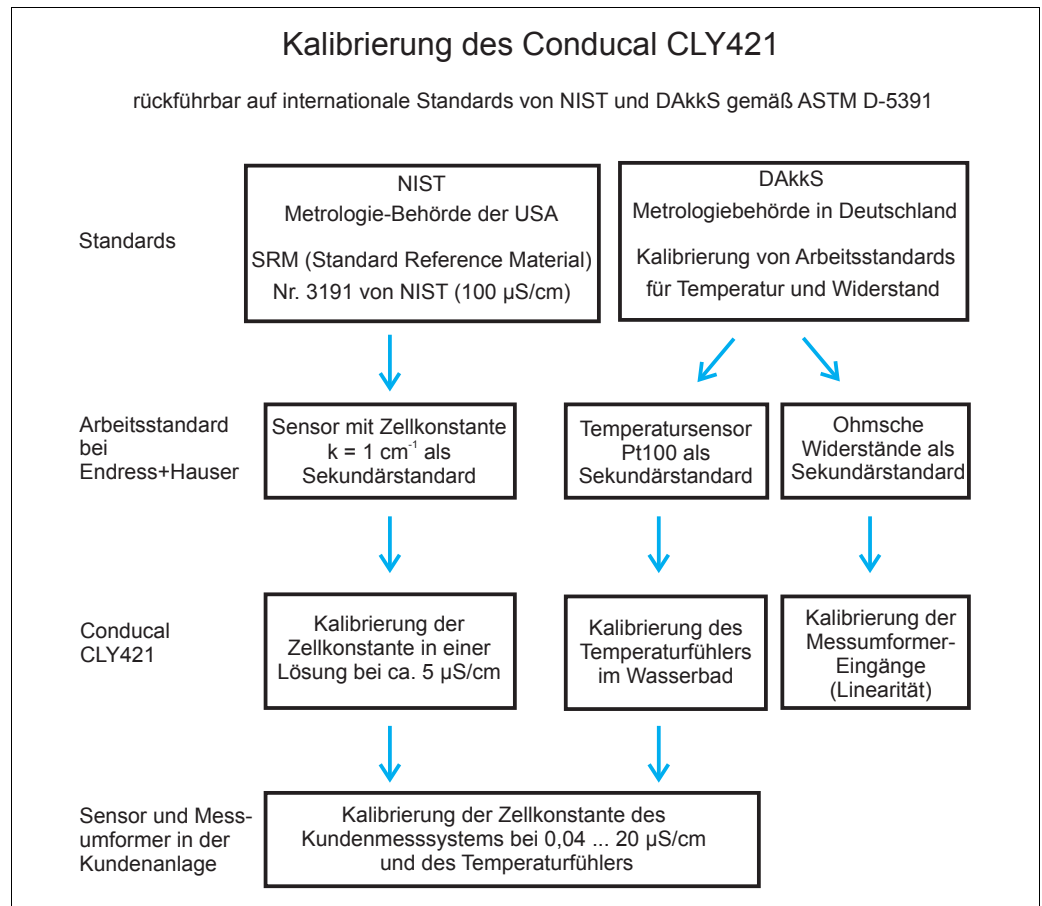 Kalibrierung des Conducal CLY421
rückführbar auf internationale Standards von NIST und DAkkS gemäß ASTM D-5391
Standards
NIST
Metrologie-Behörde der USA
SRM (Standard Reference Material)
Nr. 3191 von NIST (100 µS/cm)
DAkkS
Metrologiebehörde in Deutschland
Kalibrierung von Arbeitsstandards
für Temperatur und Widerstand
Arbeitsstandard
bei
Endress+Hauser
Sensor mit Zellkonstante
k = 1 cm⁻¹ als
Sekundärstandard
Temperatursensor
Pt100 als
Sekundärstandard
Ohmsche
Widerstände als
Sekundärstandard
Conducal
CLY421
Kalibrierung der
Zellkonstante in einer
Lösung bei ca. 5 µS/cm
Kalibrierung des
Temperaturfühlers
im Wasserbad
Kalibrierung der
Messumformer-
Eingänge
(Linearität)
Sensor und Mess-
umformer in der
Kundenanlage
Kalibrierung der Zellkonstante des
Kundenmesssystems bei 0,04 ... 20 µS/cm
und des Temperaturfühlers